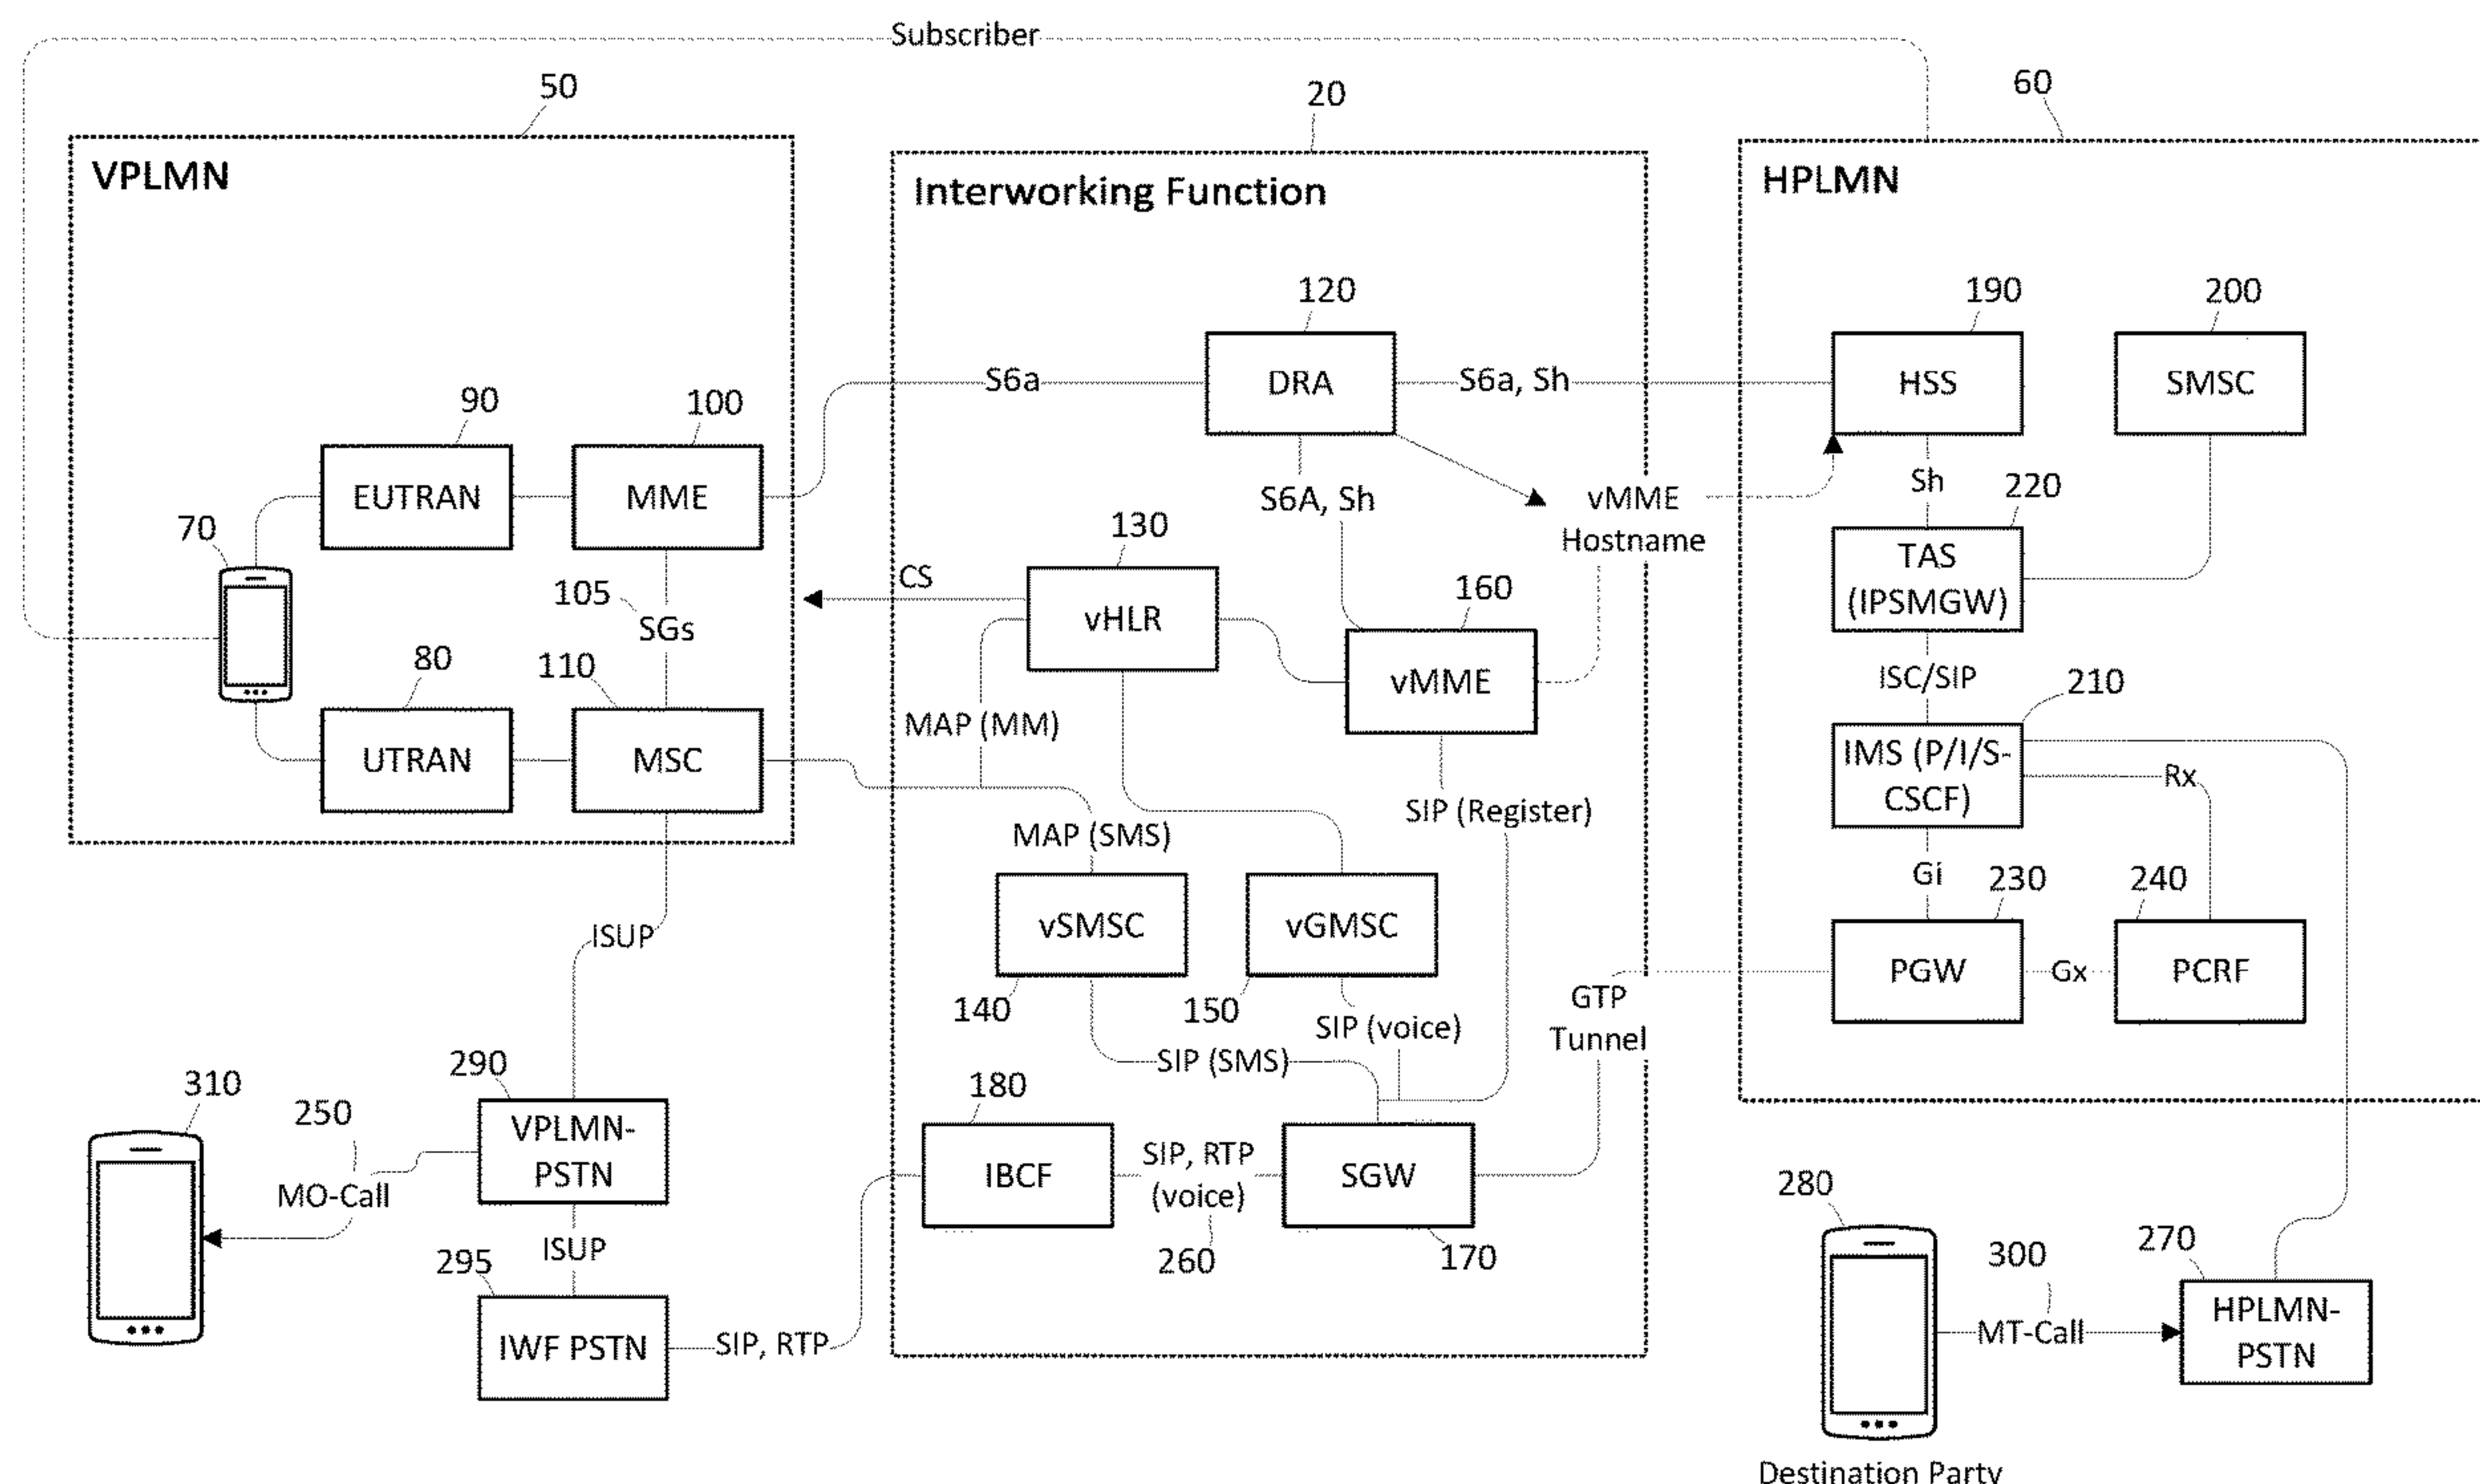 Subscriber
50
20
60
VPLMN
Interworking Function
HPLMN
120
190
200
DRA
HSS
SMSC
S6a
S6a, Sh
90
100
EUTRAN
MME
S6A, Sh
vMME
Hostname
Sh
220
TAS
(IPSMGW)
70
130
CS
vHLR
160
vMME
105
SGs
80
110
UTRAN
MSC
MAP (MM)
ISC/SIP
210
IMS (P/I/S-
CSCF)
Rx
MAP (SMS)
SIP (Register)
Gi
230
240
vSMSC
vGMSC
PGW
Gx
PCRF
ISUP
140
150
GTP
Tunnel
SIP (voice)
SIP (SMS)
310
250
290
VPLMN-
PSTN
MO-Call
180
IBCF
SIP, RTP
(voice)
SGW
260
170
ISUP
295
IWF PSTN
SIP, RTP
280
300
270
MT-Call
HPLMN-
PSTN
Destination Party